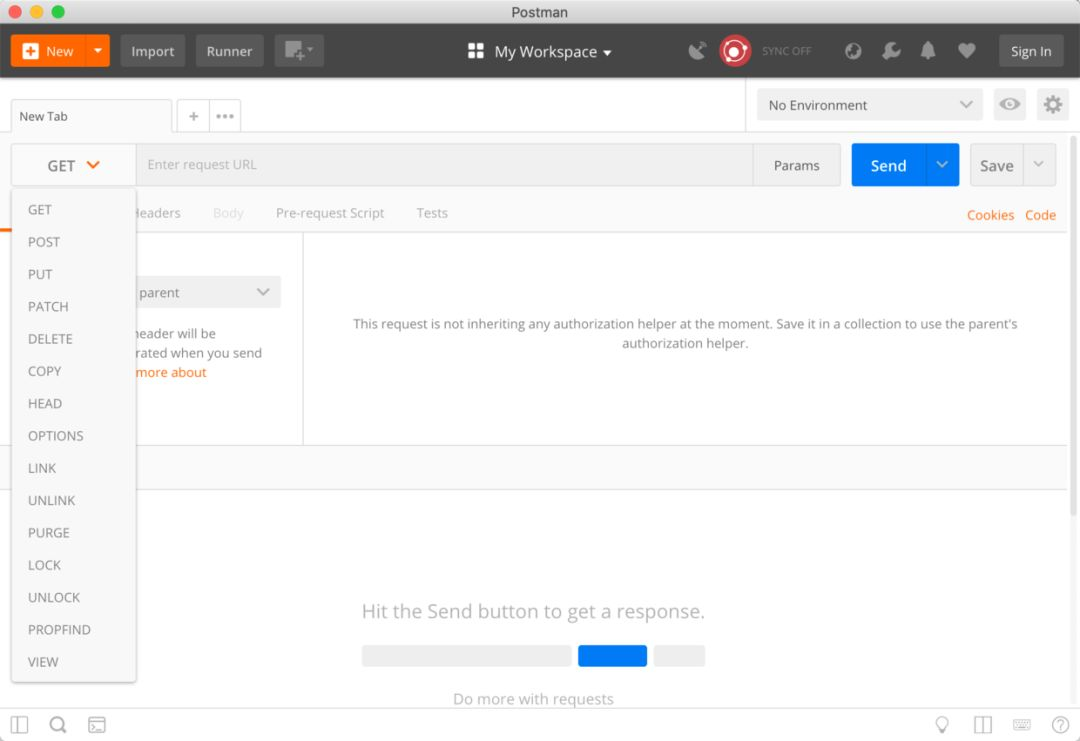 Postman
New
Import
Runner
My Workspace
SYNC OFF
Sign In
New Tab
+
No Environment
GET
Enter request URL
Params
Send
Save
GET
POST
PUT
PATCH
DELETE
COPY
HEAD
OPTIONS
LINK
UNLINK
PURGE
LOCK
UNLOCK
PROPFIND
VIEW
eaders
Body
Pre-request Script
Tests
Cookies
Code
parent
eader will be
rated when you send
more about
This request is not inheriting any authorization helper at the moment. Save it in a collection to use the parent's
authorization helper.
Hit the Send button to get a response.
Do more with requests